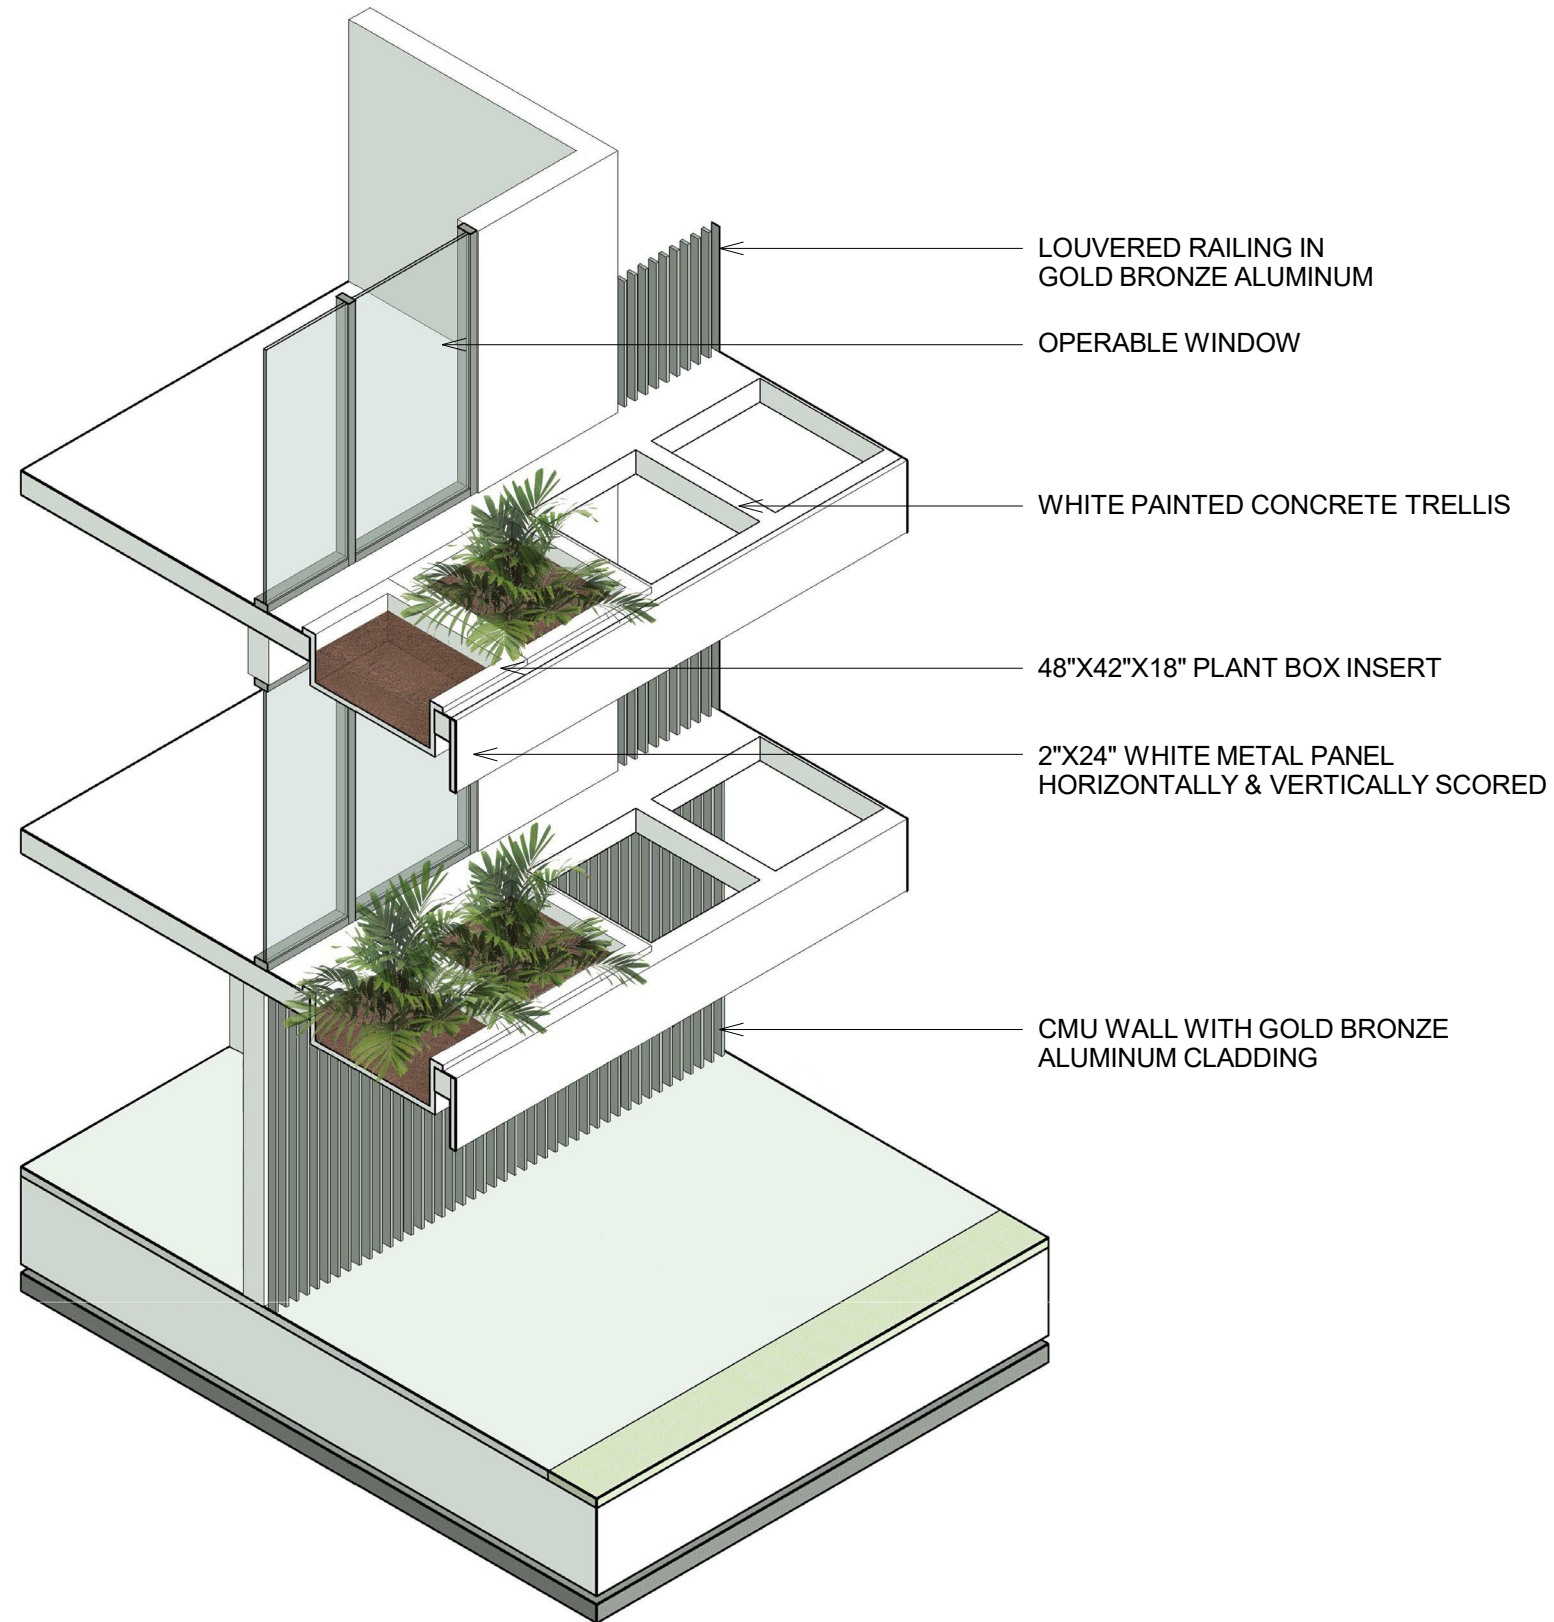 LOUVERED RAILING IN
GOLD BRONZE ALUMINUM
OPERABLE WINDOW
WHITE PAINTED CONCRETE TRELLIS
48"X42"X18" PLANT BOX INSERT
2"X24" WHITE METAL PANEL
HORIZONTALLY & VERTICALLY SCORED
CMU WALL WITH GOLD BRONZE
ALUMINUM CLADDING